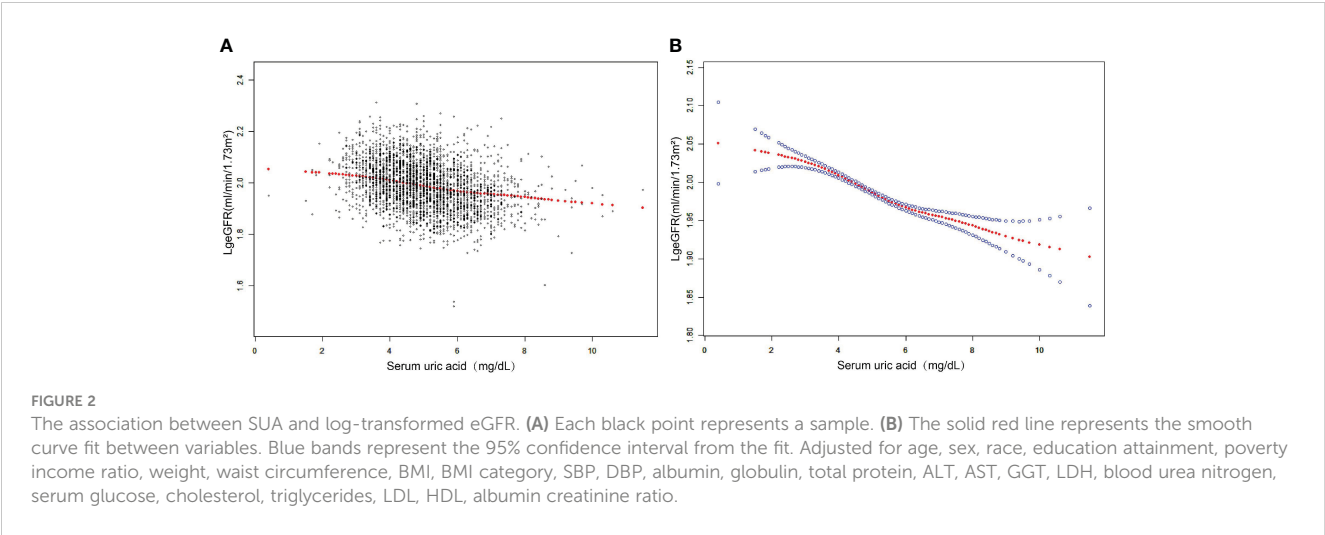 A
B
2.4
2.2
2.0
1.8
1.6
LgeGFR(ml/min/1.73m²)
0 2 4 6 8 10
Serum uric acid（mg/dL）
2.15
2.10
2.05
2.00
1.95
1.90
1.85
1.80
LgeGFR(ml/min/1.73m²)
0 2 4 6 8 10
Serum uric acid（mg/dL）
FIGURE 2
The association between SUA and log-transformed eGFR. (A) Each black point represents a sample. (B) The solid red line represents the smooth
curve fit between variables. Blue bands represent the 95% confidence interval from the fit. Adjusted for age, sex, race, education attainment, poverty
income ratio, weight, waist circumference, BMI, BMI category, SBP, DBP, albumin, globulin, total protein, ALT, AST, GGT, LDH, blood urea nitrogen,
serum glucose, cholesterol, triglycerides, LDL, HDL, albumin creatinine ratio.